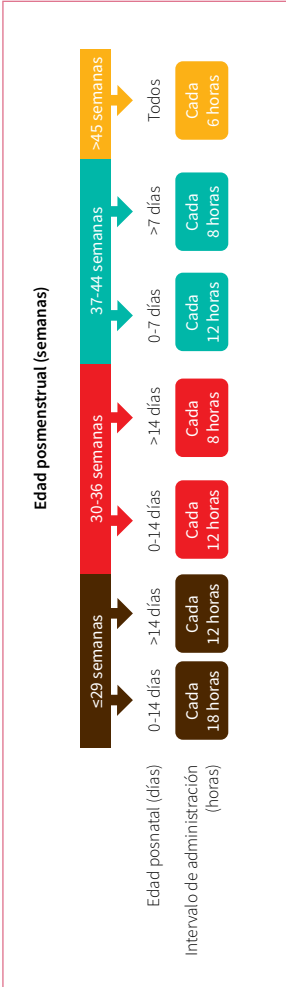 Edad posmenstrual (semanas)
≤29 semanas
30-36 semanas
37-44 semanas
>45 semanas
Edad posnatal (días)
0-14 días
>14 días
0-14 días
>14 días
0-7 días
>7 días
Todos
Intervalo de administración
(horas)
Cada
18 horas
Cada
12 horas
Cada
12 horas
Cada
8 horas
Cada
12 horas
Cada
8 horas
Cada
6 horas